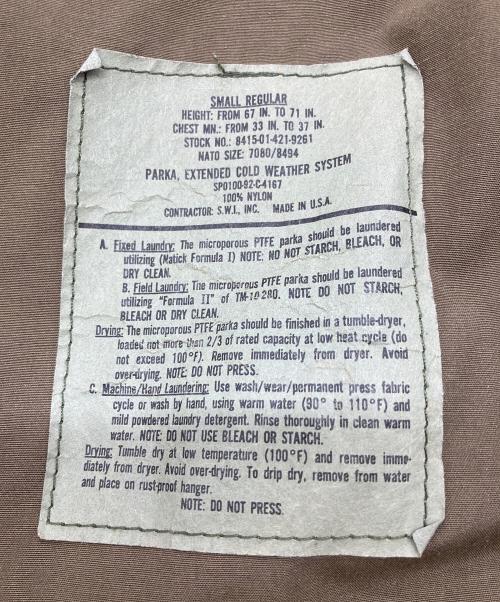 SMALL REGULAR
HEIGHT: FROM 67 IN. TO 71 IN.
CHEST MN.: FROM 33 IN. TO 37 IN.
STOCK NO.: 8415-01-421-9261
NATO SIZE: 7080/8494
PARKA, EXTENDED COLD WEATHER SYSTEM
SPO100-92-C-4167
100% NYLON
CONTRACTOR: S.W.I., INC. MADE IN U.S.A.
A. Fixed Laundry: The microporous PTFE parka should be laundered
utilizing (Natick Formula I) NOTE: NO NOT STARCH, BLEACH, OR
DRY CLEAN.
B. Field Laundry: The microporous PTFE parka should be laundered
utilizing "Formula II" of TM-10-280. NOTE DO NOT STARCH,
BLEACH OR DRY CLEAN.
Drying: The microporous PTFE parka should be finished in a tumble-dryer,
loaded not more than 2/3 of rated capacity at low heat cycle (do
not exceed 100°F). Remove immediately from dryer. Avoid
over-drying. NOTE: DO NOT PRESS.
C. Machine/Hand Laundering: Use wash/wear/permanent press fabric
cycle or wash by hand, using warm water (90° to 110°F) and
mild powdered laundry detergent. Rinse thoroughly in clean warm
water. NOTE: DO NOT USE BLEACH OR STARCH.
Drying: Tumble dry at low temperature (100°F) and remove imme-
diately from dryer. Avoid over-drying. To drip dry, remove from water
and place on rust-proof hanger.
NOTE: DO NOT PRESS.